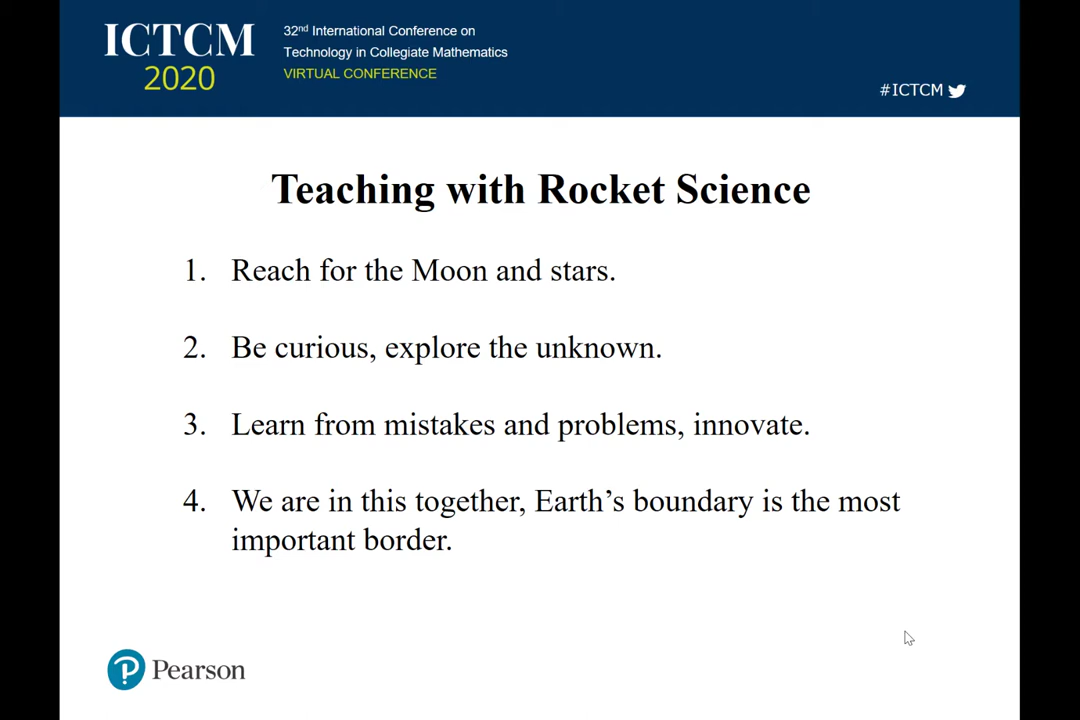 ICTCM
2020
32nd International Conference on
Technology in Collegiate Mathematics
VIRTUAL CONFERENCE
#ICTCM
Teaching with Rocket Science
1. Reach for the Moon and stars.
2. Be curious, explore the unknown.
3. Learn from mistakes and problems, innovate.
4. We are in this together, Earth’s boundary is the most
important border.
Pearson